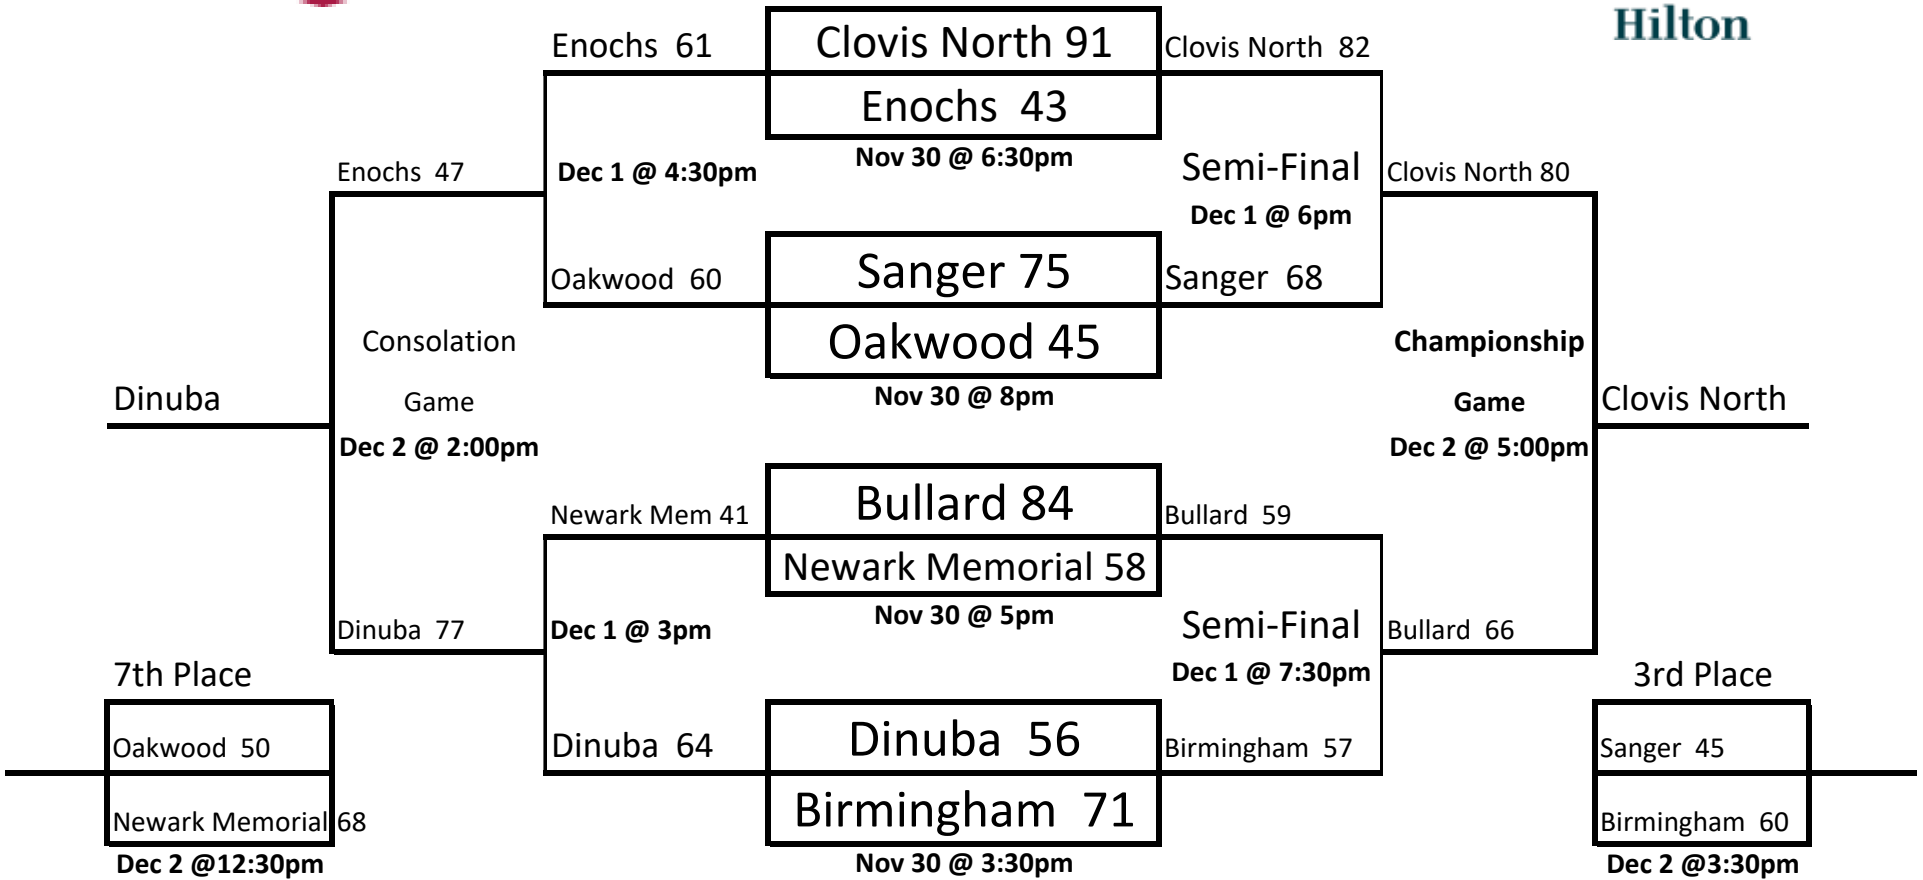 Hilton
Enochs 61
Clovis North 91
Clovis North 82
Enochs 43
Nov 30 @ 6:30pm
Enochs 47
Dec 1 @ 4:30pm
Semi-Final
Dec 1 @ 6pm
Clovis North 80
Oakwood 60
Sanger 75
Sanger 68
Oakwood 45
Nov 30 @ 8pm
Consolation
Game
Dec 2 @ 2:00pm
Dinuba
Championship
Game
Dec 2 @ 5:00pm
Clovis North
Newark Mem 41
Bullard 84
Bullard 59
Newark Memorial 58
Nov 30 @ 5pm
Dinuba 77
Dec 1 @ 3pm
Semi-Final
Dec 1 @ 7:30pm
Bullard 66
Dinuba 64
Dinuba 56
Birmingham 57
Birmingham 71
Nov 30 @ 3:30pm
7th Place
Oakwood 50
Newark Memorial 68
Dec 2 @12:30pm
3rd Place
Sanger 45
Birmingham 60
Dec 2 @3:30pm